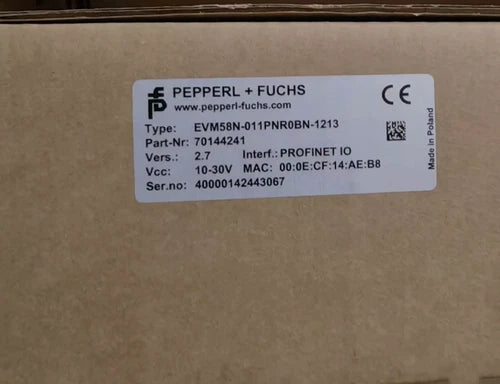 PEPPERL + FUCHS
www.pepperl-fuchs.com
Type: EVM58N-011PNR0BN-1213
Part-Nr: 70144241
Vers.: 2.7 Interf.: PROFINET IO
Vcc: 10-30V MAC: 00:0E:CF:14:AE:B8
Ser.no: 40000142443067
CE
Made in Poland